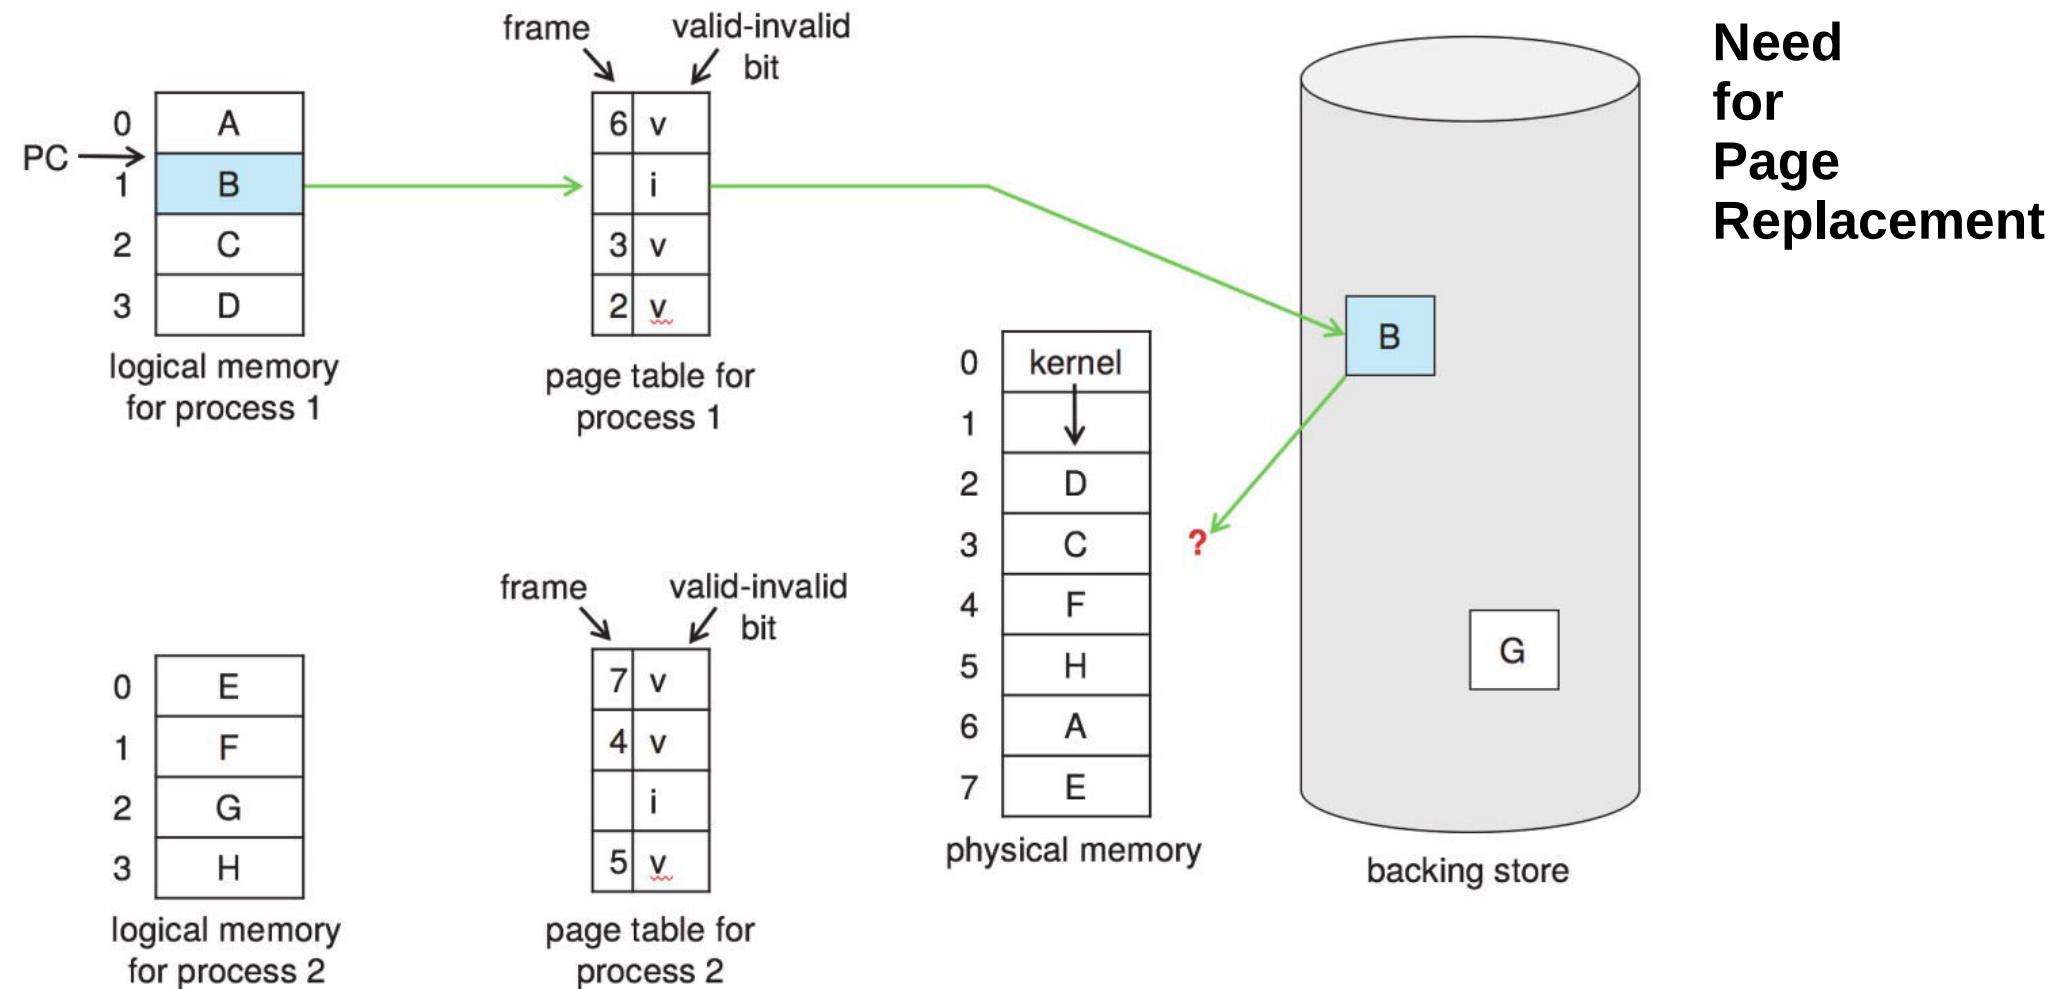 Need
for
Page
Replacement
frame
valid-invalid
bit
PC
0 A
1 B
2 C
3 D
logical memory
for process 1
6 v
i
3 v
2 v
page table for
process 1
0 E
1 F
2 G
3 H
logical memory
for process 2
frame
valid-invalid
bit
7 v
4 v
i
5 v
page table for
process 2
0 kernel
1
2 D
3 C
4 F
5 H
6 A
7 E
physical memory
?
B
G
backing store